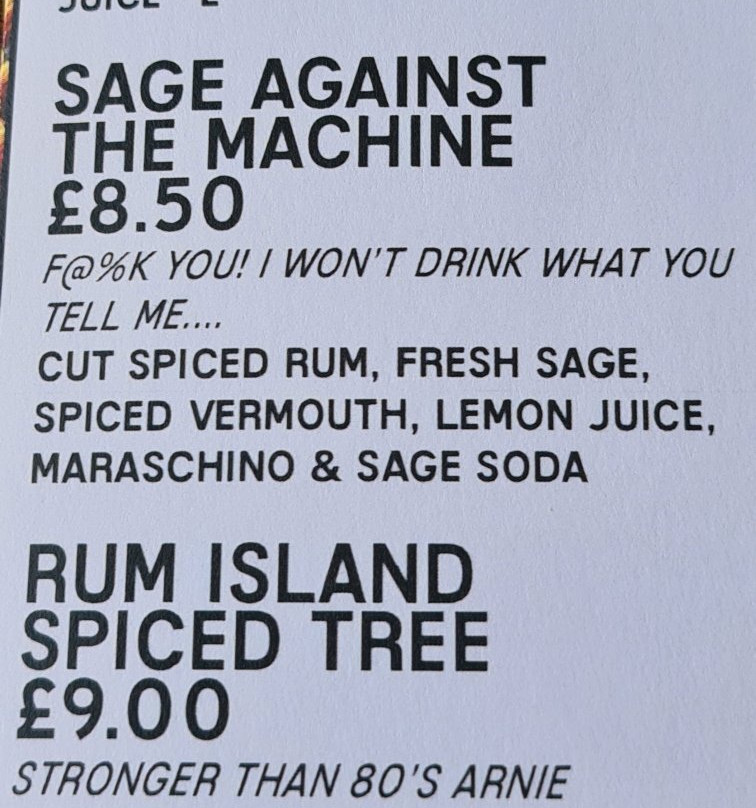 JUICE
SAGE AGAINST
THE MACHINE
£8.50
F@%K YOU! I WON'T DRINK WHAT YOU
TELL ME....
CUT SPICED RUM, FRESH SAGE,
SPICED VERMOUTH, LEMON JUICE,
MARASCHINO & SAGE SODA
RUM ISLAND
SPICED TREE
£9.00
STRONGER THAN 80'S ARNIE